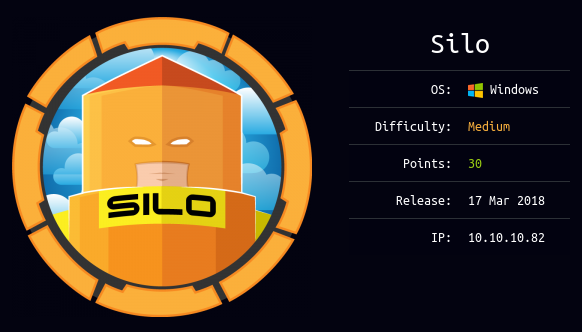 Silo
OS: Windows
Difficulty: Medium
Points: 30
Release: 17 Mar 2018
IP: 10.10.10.82
SILO